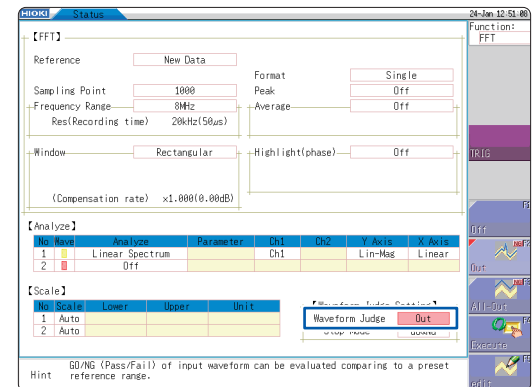 HIOKI Status 24-Jan 12:51:08
Function:
FFT
【FFT】
Reference New Data
Format Single
Sampling Point 1000 Peak Off
Frequency Range 8MHz Average Off
Res(Recording time) 20kHz(50µs)
Window Rectangular Highlight(phase) Off
TRIG
(Compensation rate) ×1.000(0.00dB)
【Analyze】
No Wave Analyze Parameter Ch1 Ch2 Y Axis X Axis
1 Linear Spectrum Ch1 Lin-Mag Linear
2 Off
Off
Out
【Scale】
No Scale Lower Upper Unit
1 Auto
2 Auto
Waveform Judge Out
All-Out
Execute
Hint GO/NG (Pass/Fail) of input waveform can be evaluated comparing to a preset
reference range.
edit